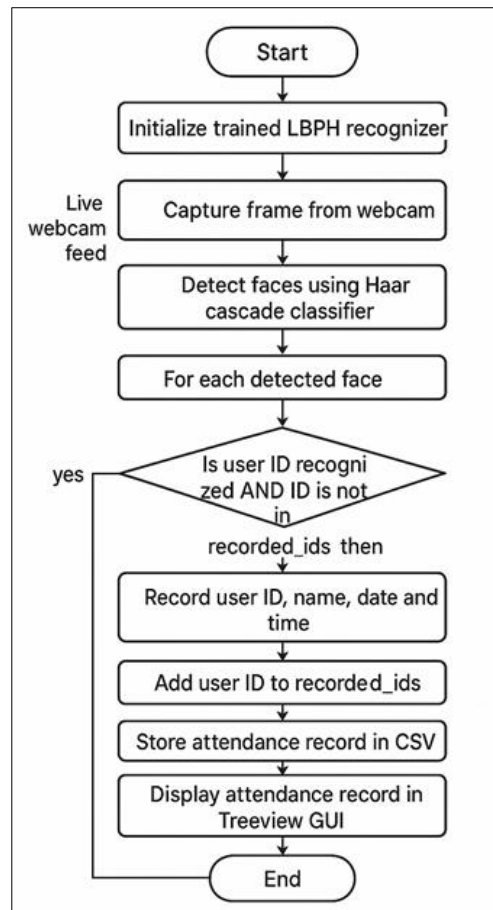 Start
Initialize trained LBPH recognizer
Live
webcam
feed
Capture frame from webcam
Detect faces using Haar
cascade classifier
For each detected face
yes
Is user ID recogni
zed AND ID is not
in
recorded_ids then
Record user ID, name, date and
time
Add user ID to recorded_ids
Store attendance record in CSV
Display attendance record in
Treeview GUI
End